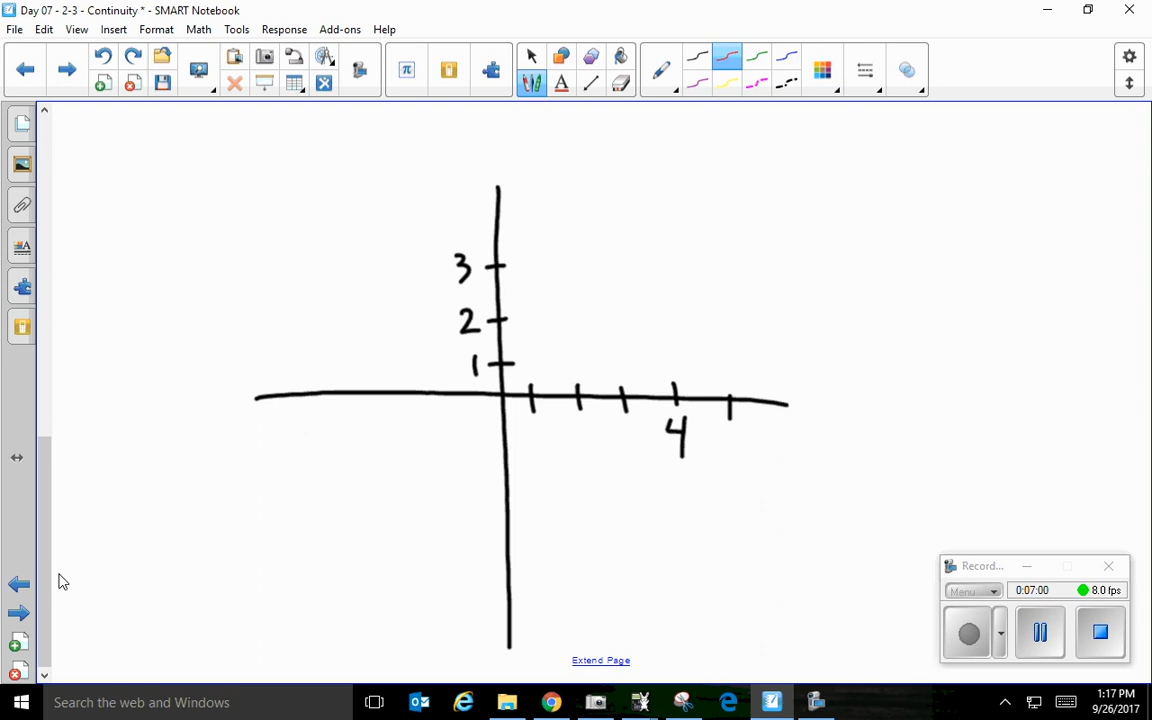 Day 07 - 2-3 - Continuity * - SMART Notebook
File Edit View Insert Format Math Tools Response Add-ons Help
3
2
1
4
Record...
Menu 0:07:00 8.0 fps
Extend Page
Search the web and Windows
1:17 PM
9/26/2017